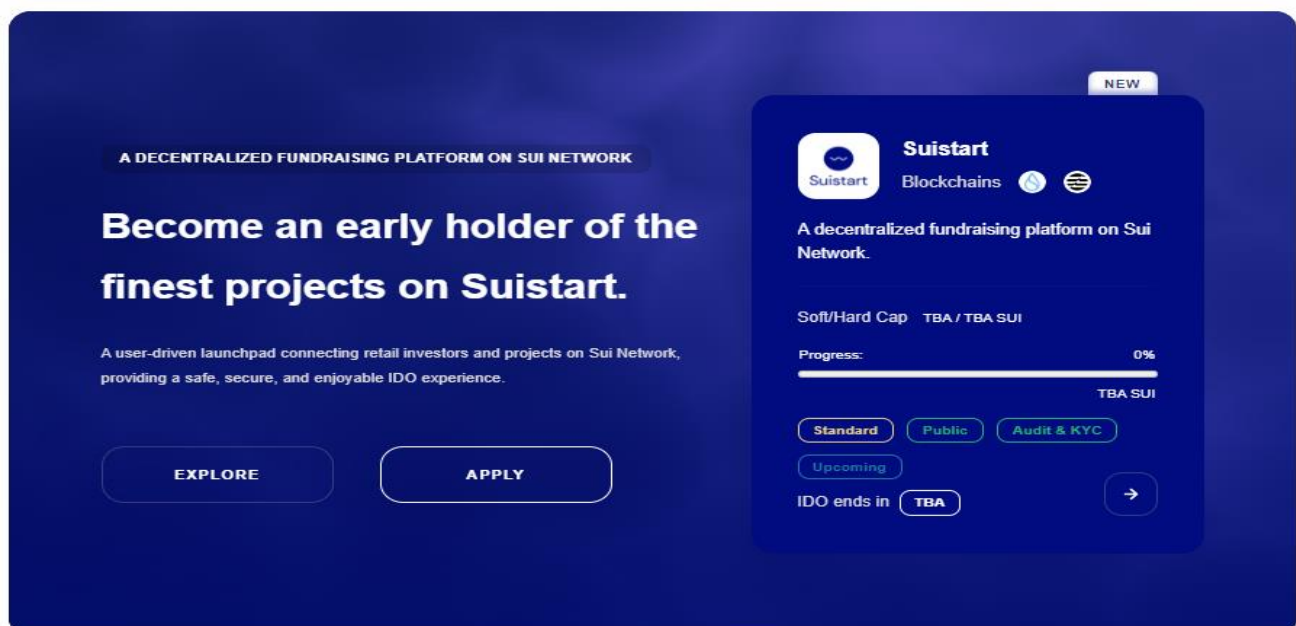 A DECENTRALIZED FUNDRAISING PLATFORM ON SUI NETWORK
Become an early holder of the
finest projects on Suistart.
A user-driven launchpad connecting retail investors and projects on Sui Network,
providing a safe, secure, and enjoyable IDO experience.
EXPLORE
APPLY
NEW
Suistart
Suistart
Blockchains
A decentralized fundraising platform on Sui
Network.
Soft/Hard Cap TBA / TBA SUI
Progress: 0%
TBA SUI
Standard Public Audit & KYC
Upcoming
IDO ends in TBA